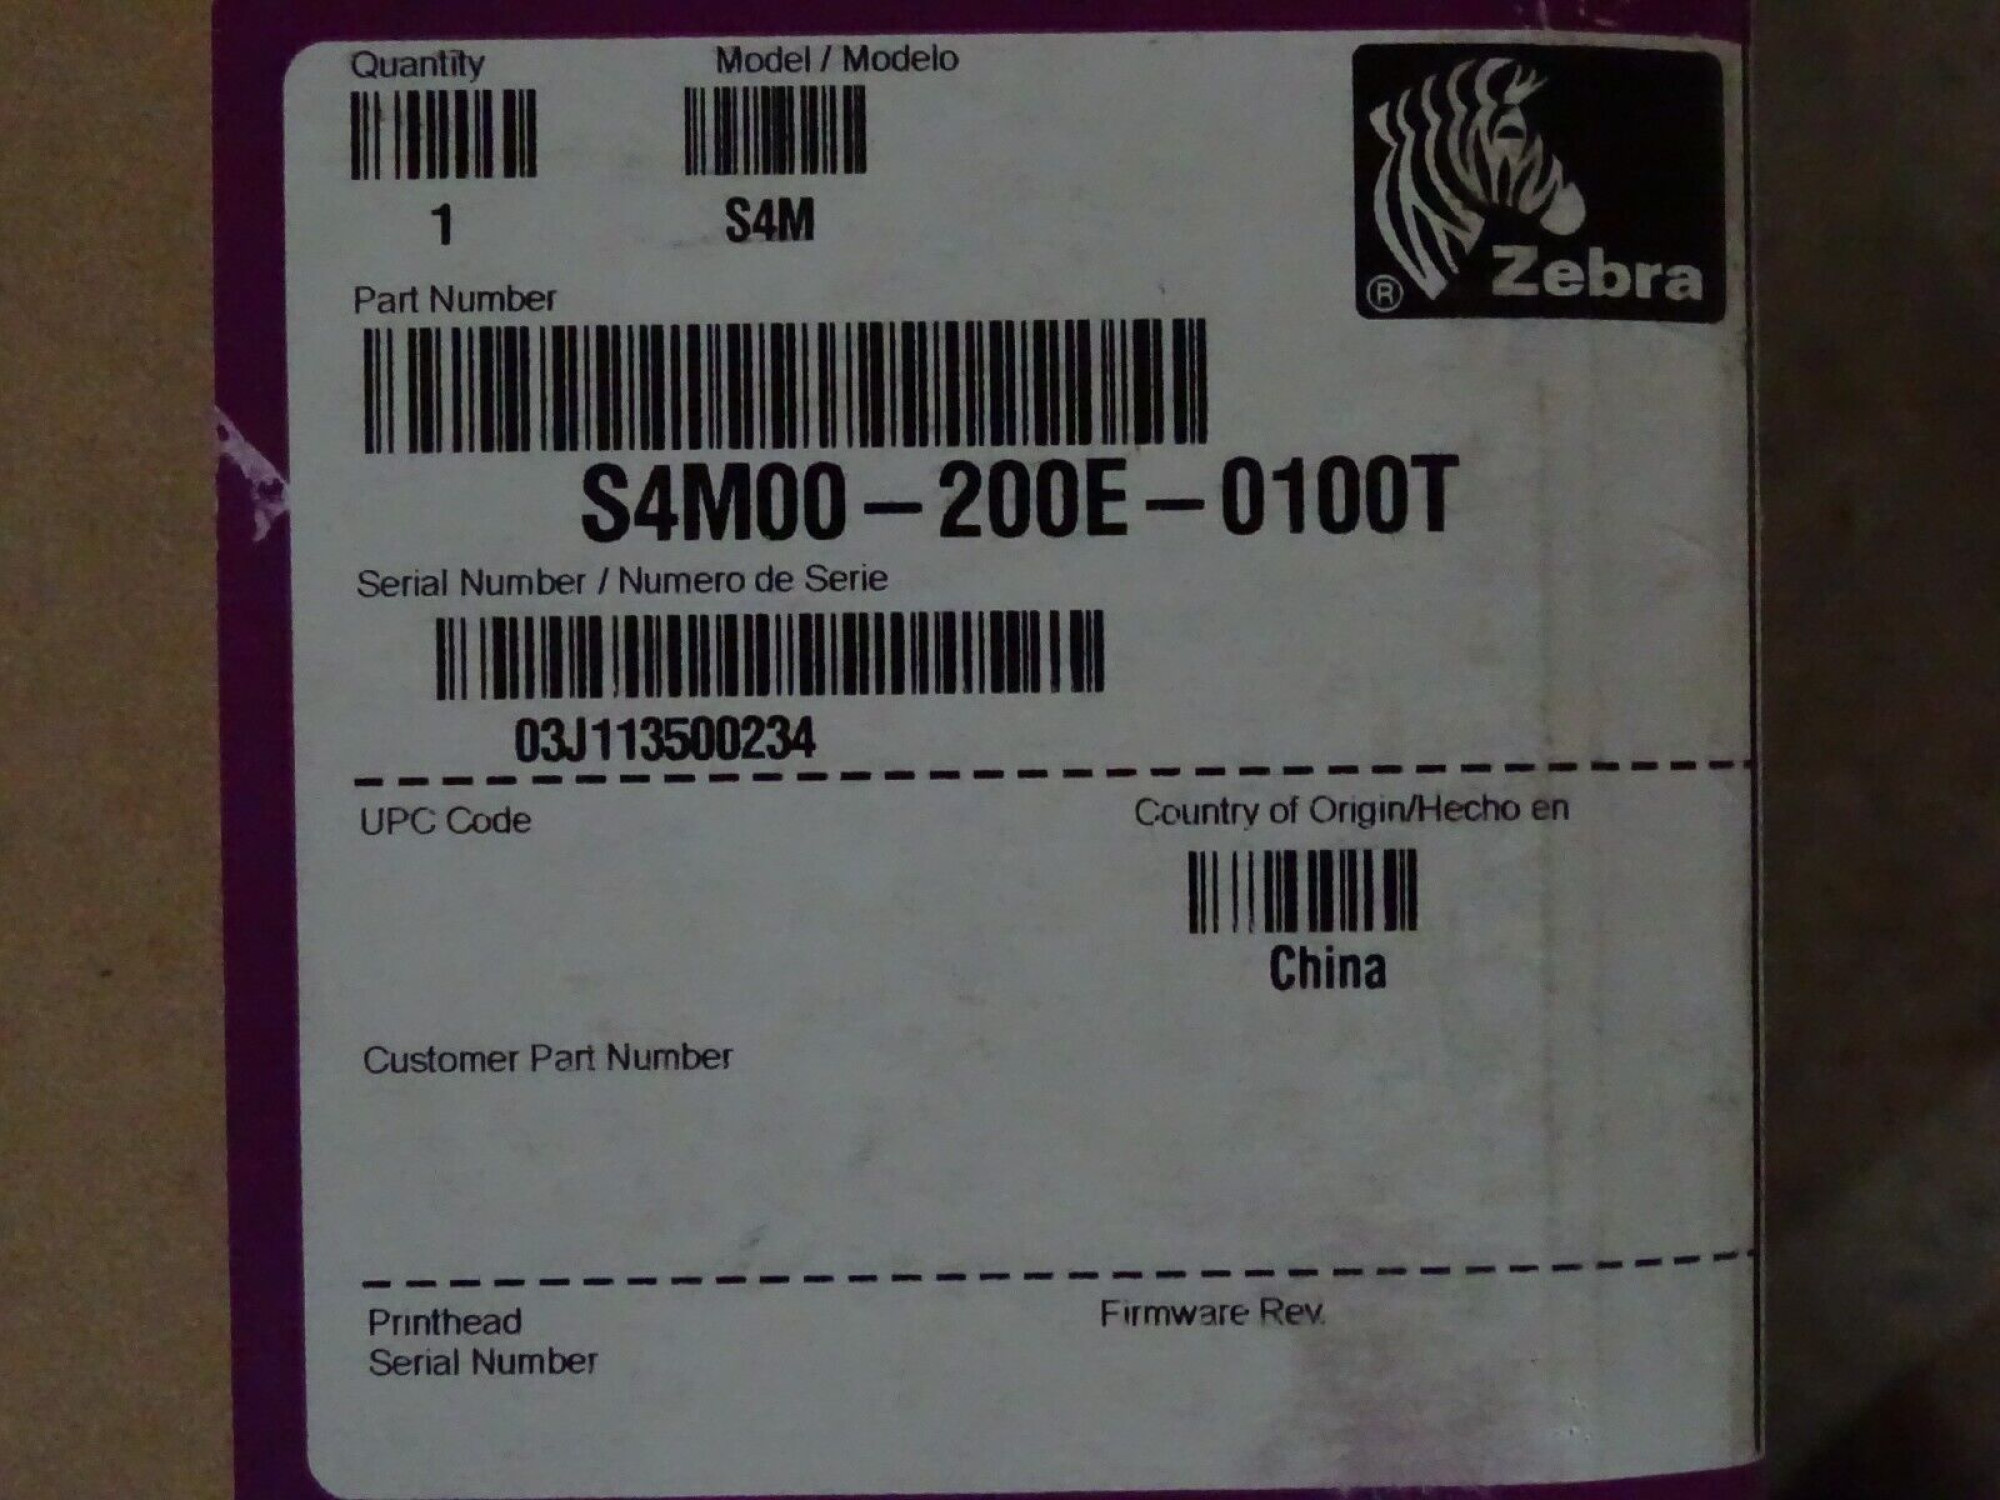 Quantity
Model / Modelo
1
S4M
® Zebra
Part Number
S4M00-200E-0100T
Serial Number / Numero de Serie
03J113500234
UPC Code
Country of Origin/Hecho en
China
Customer Part Number
Printhead
Serial Number
Firmware Rev.